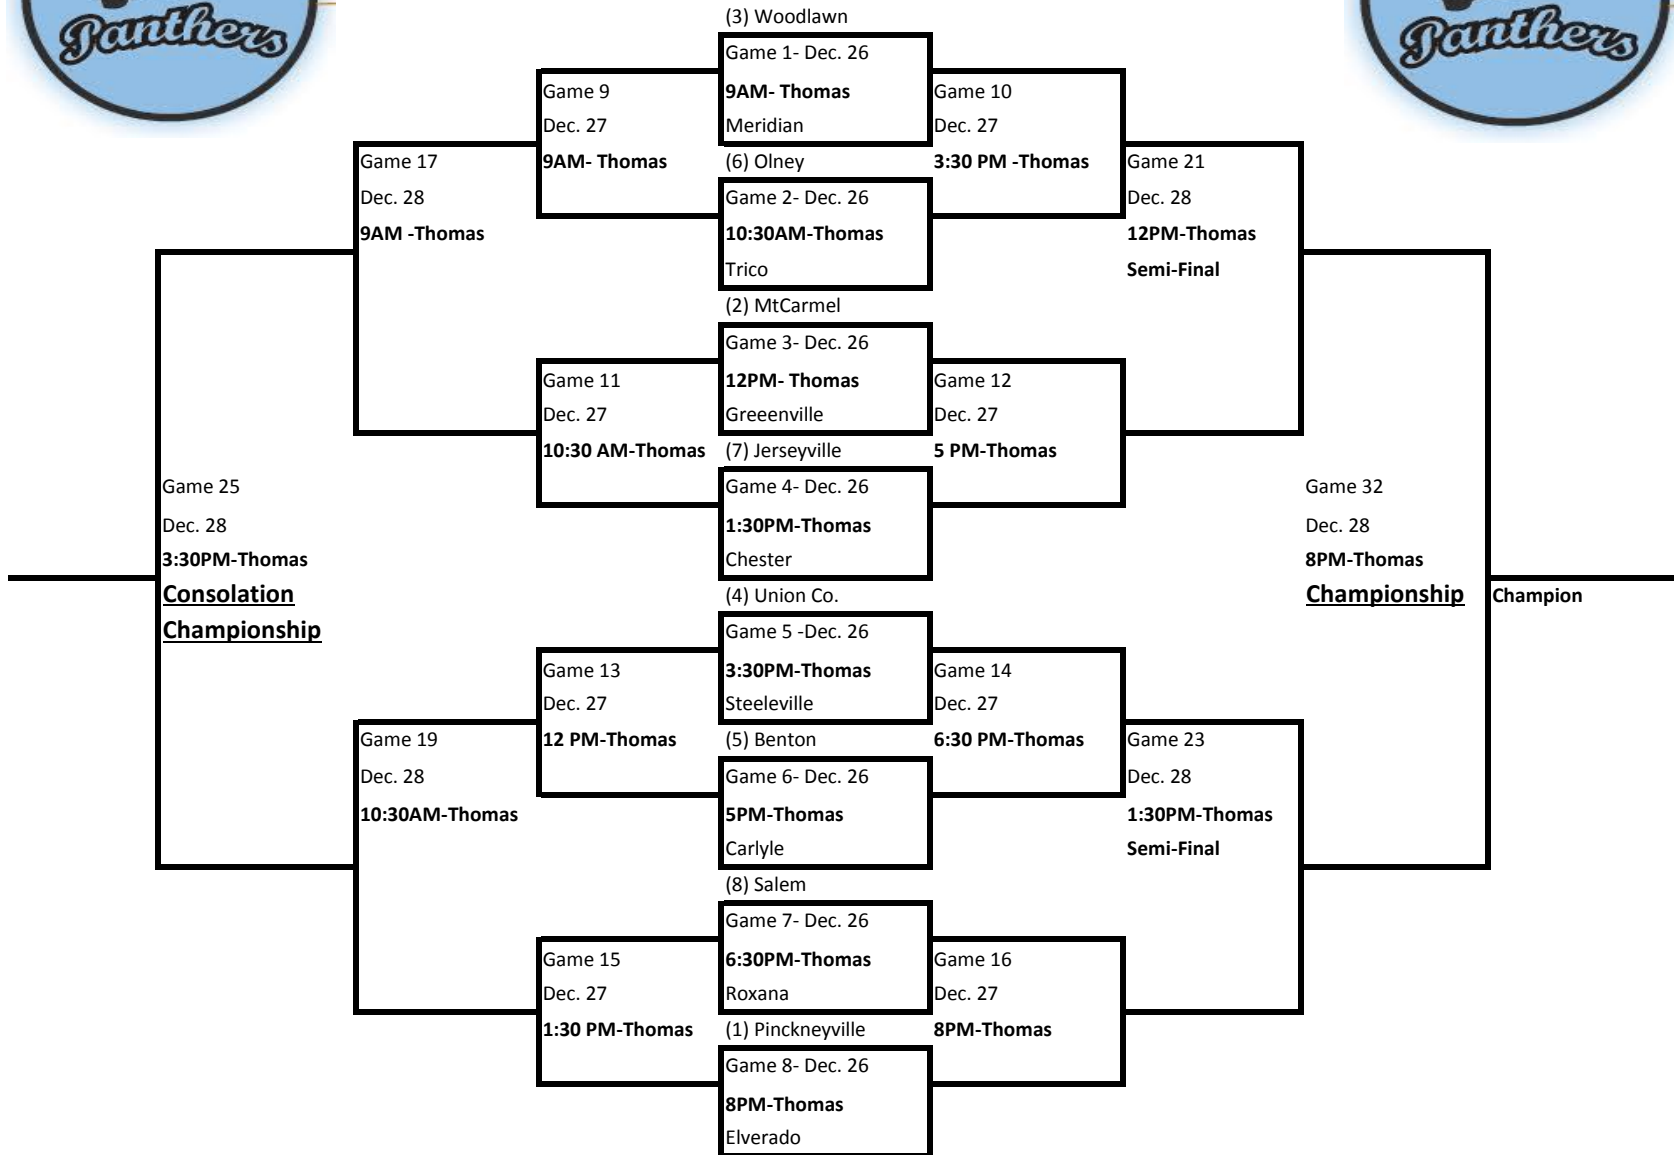 Panthers
Panthers
(3) Woodlawn
Game 1- Dec. 26
9AM- Thomas
Meridian
(6) Olney
Game 2- Dec. 26
10:30AM-Thomas
Trico
(2) MtCarmel
Game 3- Dec. 26
12PM- Thomas
Greeenville
(7) Jerseyville
Game 4- Dec. 26
1:30PM-Thomas
Chester
(4) Union Co.
Game 5 -Dec. 26
3:30PM-Thomas
Steeleville
(5) Benton
Game 6- Dec. 26
5PM-Thomas
Carlyle
(8) Salem
Game 7- Dec. 26
6:30PM-Thomas
Roxana
(1) Pinckneyville
Game 8- Dec. 26
8PM-Thomas
Elverado
Game 9
Dec. 27
9AM- Thomas
Game 11
Dec. 27
10:30 AM-Thomas
Game 13
Dec. 27
12 PM-Thomas
Game 15
Dec. 27
1:30 PM-Thomas
Game 17
Dec. 28
9AM -Thomas
Game 19
Dec. 28
10:30AM-Thomas
Game 25
Dec. 28
3:30PM-Thomas
Consolation
Championship
Game 10
Dec. 27
3:30 PM -Thomas
Game 12
Dec. 27
5 PM-Thomas
Game 14
Dec. 27
6:30 PM-Thomas
Game 16
Dec. 27
8PM-Thomas
Game 21
Dec. 28
12PM-Thomas
Semi-Final
Game 23
Dec. 28
1:30PM-Thomas
Semi-Final
Game 32
Dec. 28
8PM-Thomas
Championship
Champion